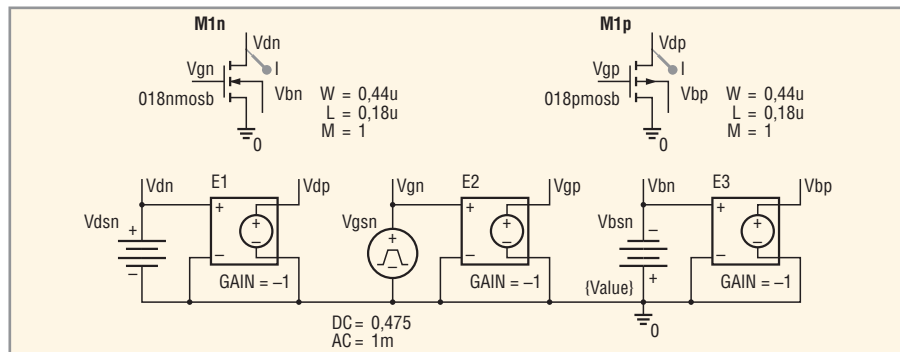 M1n
M1p
Vdn
I
Vgn
Vbn
018nmosb
W = 0,44u
L = 0,18u
M = 1
0
Vdp
I
Vgp
Vbp
018pmosb
W = 0,44u
L = 0,18u
M = 1
0
Vdn
E1
Vdp
Vgn
E2
Vgp
Vbn
E3
Vbp
Vdsn
+
–
+
–
+
–
GAIN = –1
Vgsn
+
–
+
–
+
–
GAIN = –1
Vbsn
–
+
{Value}
+
–
+
–
GAIN = –1
0
DC = 0,475
AC = 1m